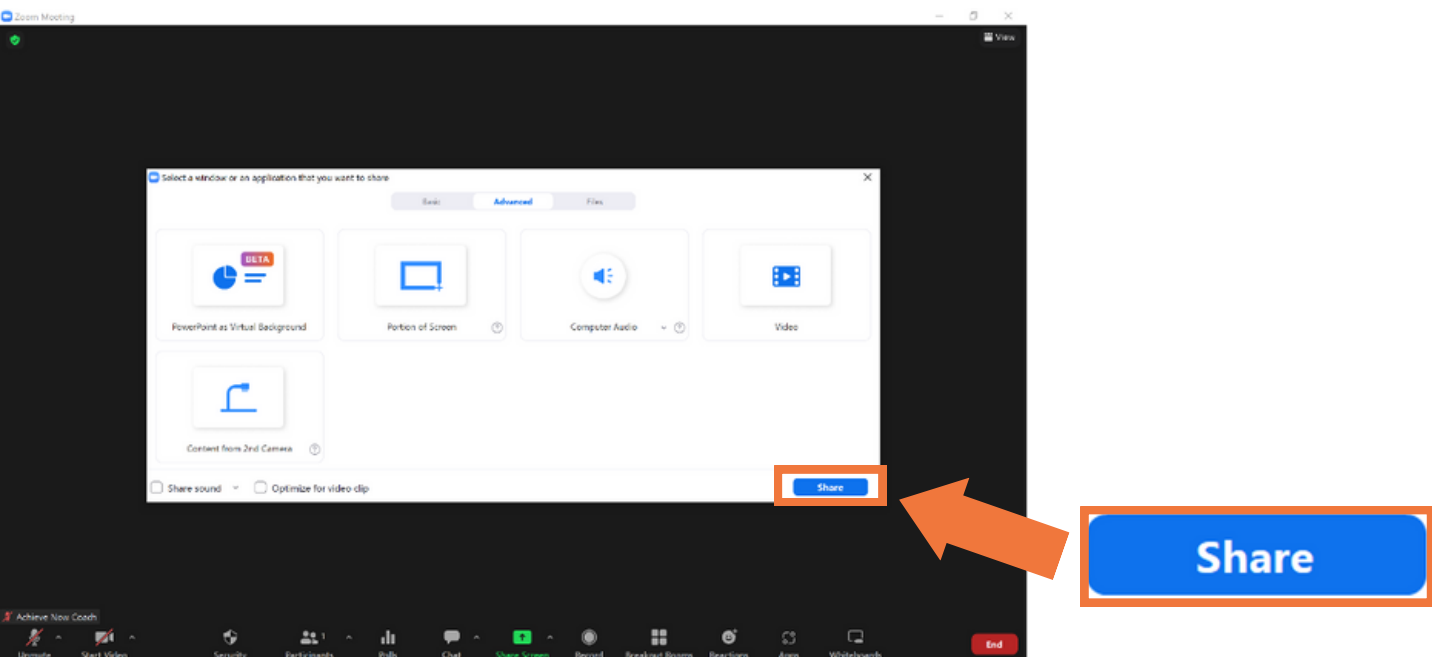 Zoom Meeting
View
Select a window or an application that you want to share
Basic Advanced Files
BETA
PowerPoint as Virtual Background
Portion of Screen
Computer Audio
Video
Content from 2nd Camera
Share sound
Optimize for video clip
Share
Share
Achieve Now Coach
1
Unmute Start Video Security Participants Polls Chat Share Screen Record Breakout Rooms Reactions Apps Whiteboards
End